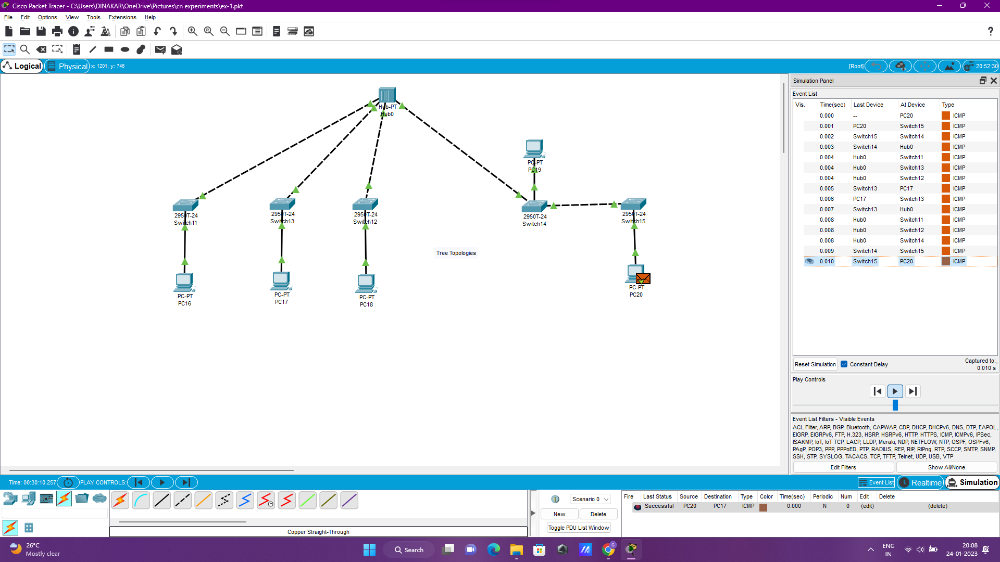 Cisco Packet Tracer - C:\Users\DINAKAR\OneDrive\Pictures\cn experiments\ex-1.pkt
File Edit Options View Tools Extensions Help
Logical Physical x: 1201, y: 746 [Root] 20:52:30
Hub-PT
Hub0
PC-PT
PC19
2950T-24
Switch11
2950T-24
Switch13
2950T-24
Switch12
2950T-24
Switch14
2950T-24
Switch15
Tree Topologies
PC-PT
PC16
PC-PT
PC17
PC-PT
PC18
PC-PT
PC20
Simulation Panel
Event List
Vis. Time(sec) Last Device At Device Type
0.000 -- PC20 ICMP
0.001 PC20 Switch15 ICMP
0.002 Switch15 Switch14 ICMP
0.003 Switch14 Hub0 ICMP
0.004 Hub0 Switch11 ICMP
0.004 Hub0 Switch13 ICMP
0.004 Hub0 Switch12 ICMP
0.005 Switch13 PC17 ICMP
0.006 PC17 Switch13 ICMP
0.007 Switch13 Hub0 ICMP
0.008 Hub0 Switch11 ICMP
0.008 Hub0 Switch12 ICMP
0.008 Hub0 Switch14 ICMP
0.009 Switch14 Switch15 ICMP
0.010 Switch15 PC20 ICMP
Reset Simulation Constant Delay Captured to:
0.010 s
Play Controls
Event List Filters - Visible Events
ACL Filter, ARP, BGP, Bluetooth, CAPWAP, CDP, DHCP, DHCPv6, DNS, DTP, EAPOL,
EIGRP, EIGRPv6, FTP, H.323, HSRP, HSRPv6, HTTP, HTTPS, ICMP, ICMPv6, IPSec,
ISAKMP, IoT, IoT TCP, LACP, LLDP, Meraki, NDP, NETFLOW, NTP, OSPF, OSPFv6,
PAgP, POP3, PPP, PPPoED, PTP, RADIUS, REP, RIP, RIPng, RTP, SCCP, SMTP, SNMP,
SSH, STP, SYSLOG, TACACS, TCP, TFTP, Telnet, UDP, USB, VTP
Edit Filters Show All/None
Time: 00:30:10.257 PLAY CONTROLS: Event List Realtime Simulation
Copper Straight-Through
Scenario 0
New Delete
Toggle PDU List Window
Fire Last Status Source Destination Type Color Time(sec) Periodic Num Edit Delete
Successful PC20 PC17 ICMP 0.000 N 0 (edit) (delete)
26°C
Mostly clear
Search
ENG
IN
20:08
24-01-2023